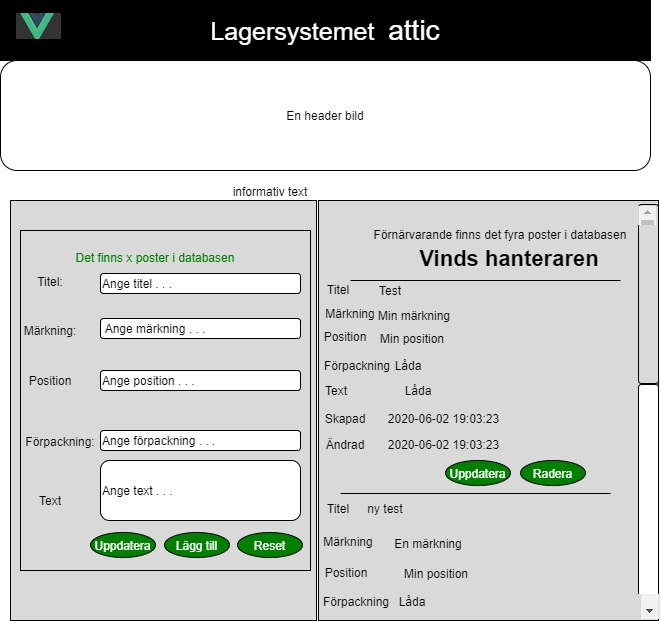 Lagersystemet attic
En header bild
informativ text
Det finns x poster i databasen
Titel: Ange titel . . .
Märkning: Ange märkning . . .
Position Ange position . . .
Förpackning: Ange förpackning . . .
Text Ange text . . .
Uppdatera Lägg till Reset
Förnärvarande finns det fyra poster i databasen
Vinds hanteraren
Titel Test
Märkning Min märkning
Position Min position
Förpackning Låda
Text Låda
Skapad 2020-06-02 19:03:23
Ändrad 2020-06-02 19:03:23
Uppdatera Radera
Titel ny test
Märkning En märkning
Position Min position
Förpackning Låda